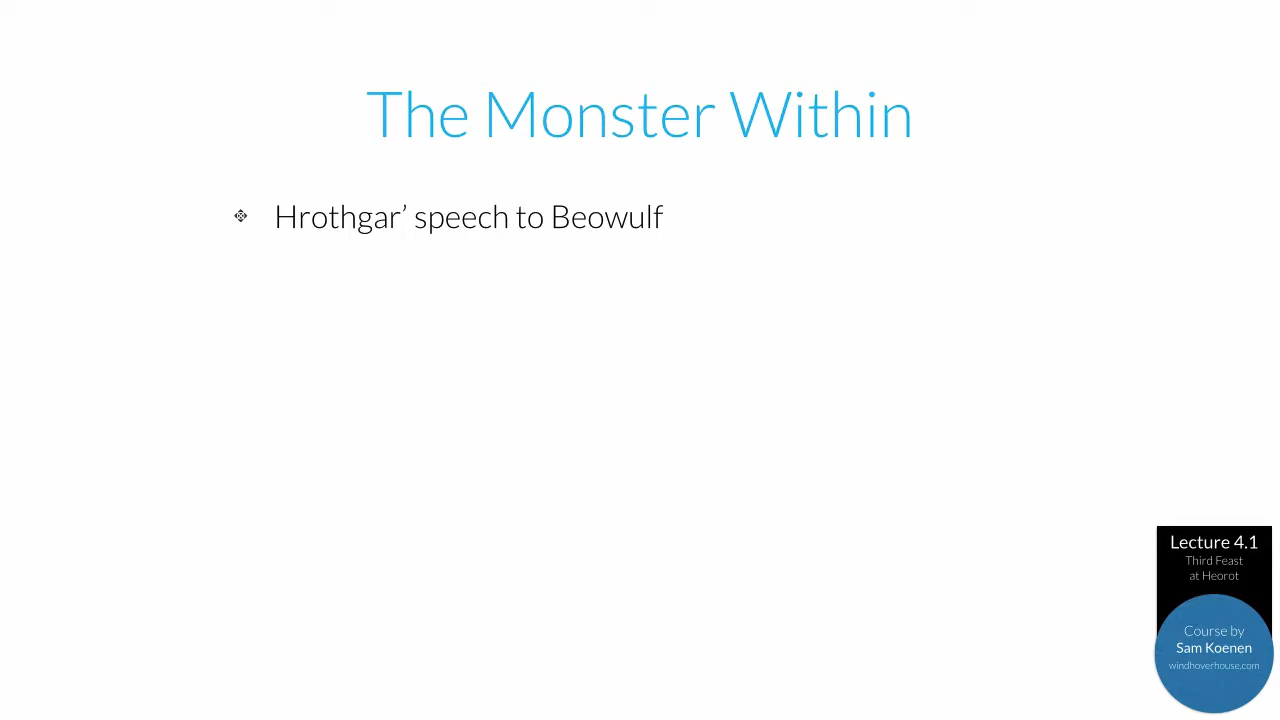 The Monster Within
Hrothgar’ speech to Beowulf
Lecture 4.1
Third Feast
at Heorot
Course by
Sam Koenen
windhoverhouse.com